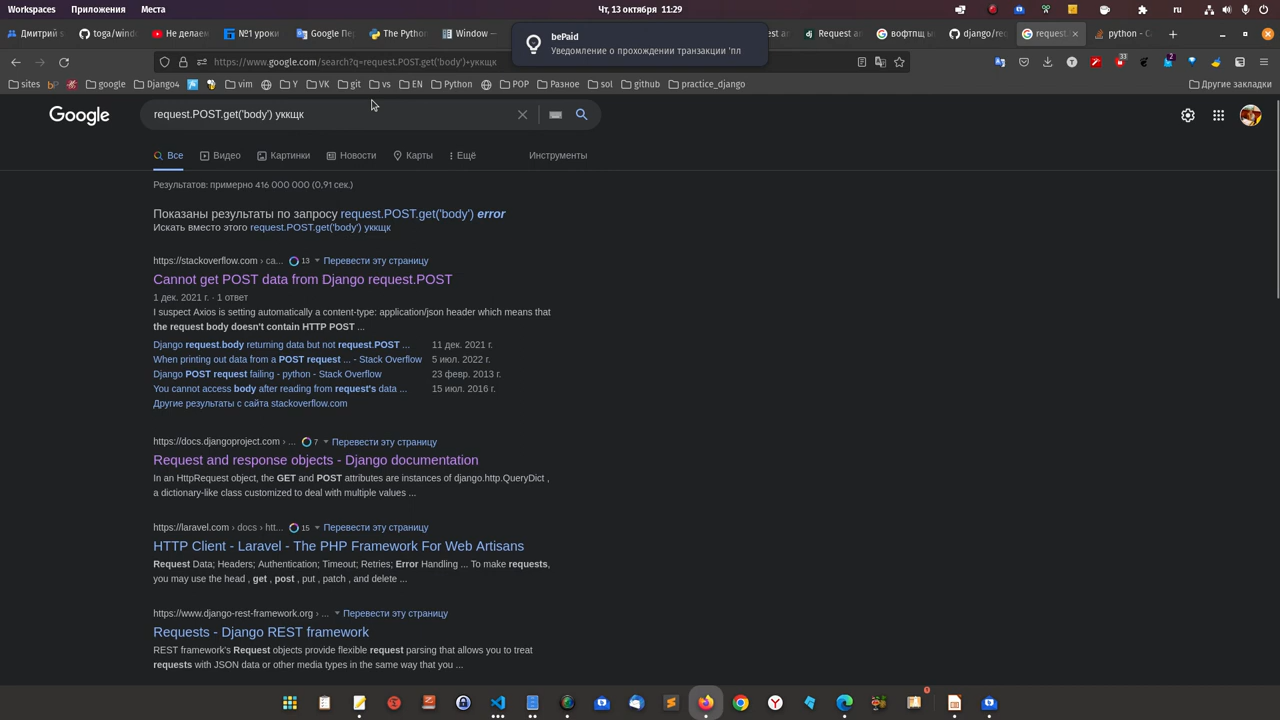 Workspaces Приложения Места
Чт, 13 октября 11:29
ru
Дмитрий s
toga/windo
Не делаем
№1 уроки
Google Пе
The Python
Window —
bePaid
Уведомление о прохождении транзакции 'пл
Request ar
вофтпщ вс
django/rec
request.
python - C
https://www.google.com/search?q=request.POST.get('body')+уккщк
sites
google
Django4
vim
Y
VK
git
vs
EN
Python
POP
Разное
sol
github
practice_django
Другие закладки
Google
request.POST.get('body') уккщк
Все
Видео
Картинки
Новости
Карты
Ещё
Инструменты
Результатов: примерно 416 000 000 (0,91 сек.)
Показаны результаты по запросу request.POST.get('body') error
Искать вместо этого request.POST.get('body') уккщк
https://stackoverflow.com › ca... 13 Перевести эту страницу
Cannot get POST data from Django request.POST
1 дек. 2021 г. · 1 ответ
I suspect Axios is setting automatically a content-type: application/json header which means that
the request body doesn't contain HTTP POST ...
Django request.body returning data but not request.POST ... 11 дек. 2021 г.
When printing out data from a POST request ... - Stack Overflow 5 июл. 2022 г.
Django POST request failing - python - Stack Overflow 23 февр. 2013 г.
You cannot access body after reading from request's data ... 15 июл. 2016 г.
Другие результаты с сайта stackoverflow.com
https://docs.djangoproject.com › ... 7 Перевести эту страницу
Request and response objects - Django documentation
In an HttpRequest object, the GET and POST attributes are instances of django.http.QueryDict ,
a dictionary-like class customized to deal with multiple values ...
https://laravel.com › docs › htt... 15 Перевести эту страницу
HTTP Client - Laravel - The PHP Framework For Web Artisans
Request Data; Headers; Authentication; Timeout; Retries; Error Handling ... To make requests,
you may use the head , get , post , put , patch , and delete ...
https://www.django-rest-framework.org › ... Перевести эту страницу
Requests - Django REST framework
REST framework's Request objects provide flexible request parsing that allows you to treat
requests with JSON data or other media types in the same way that you ...